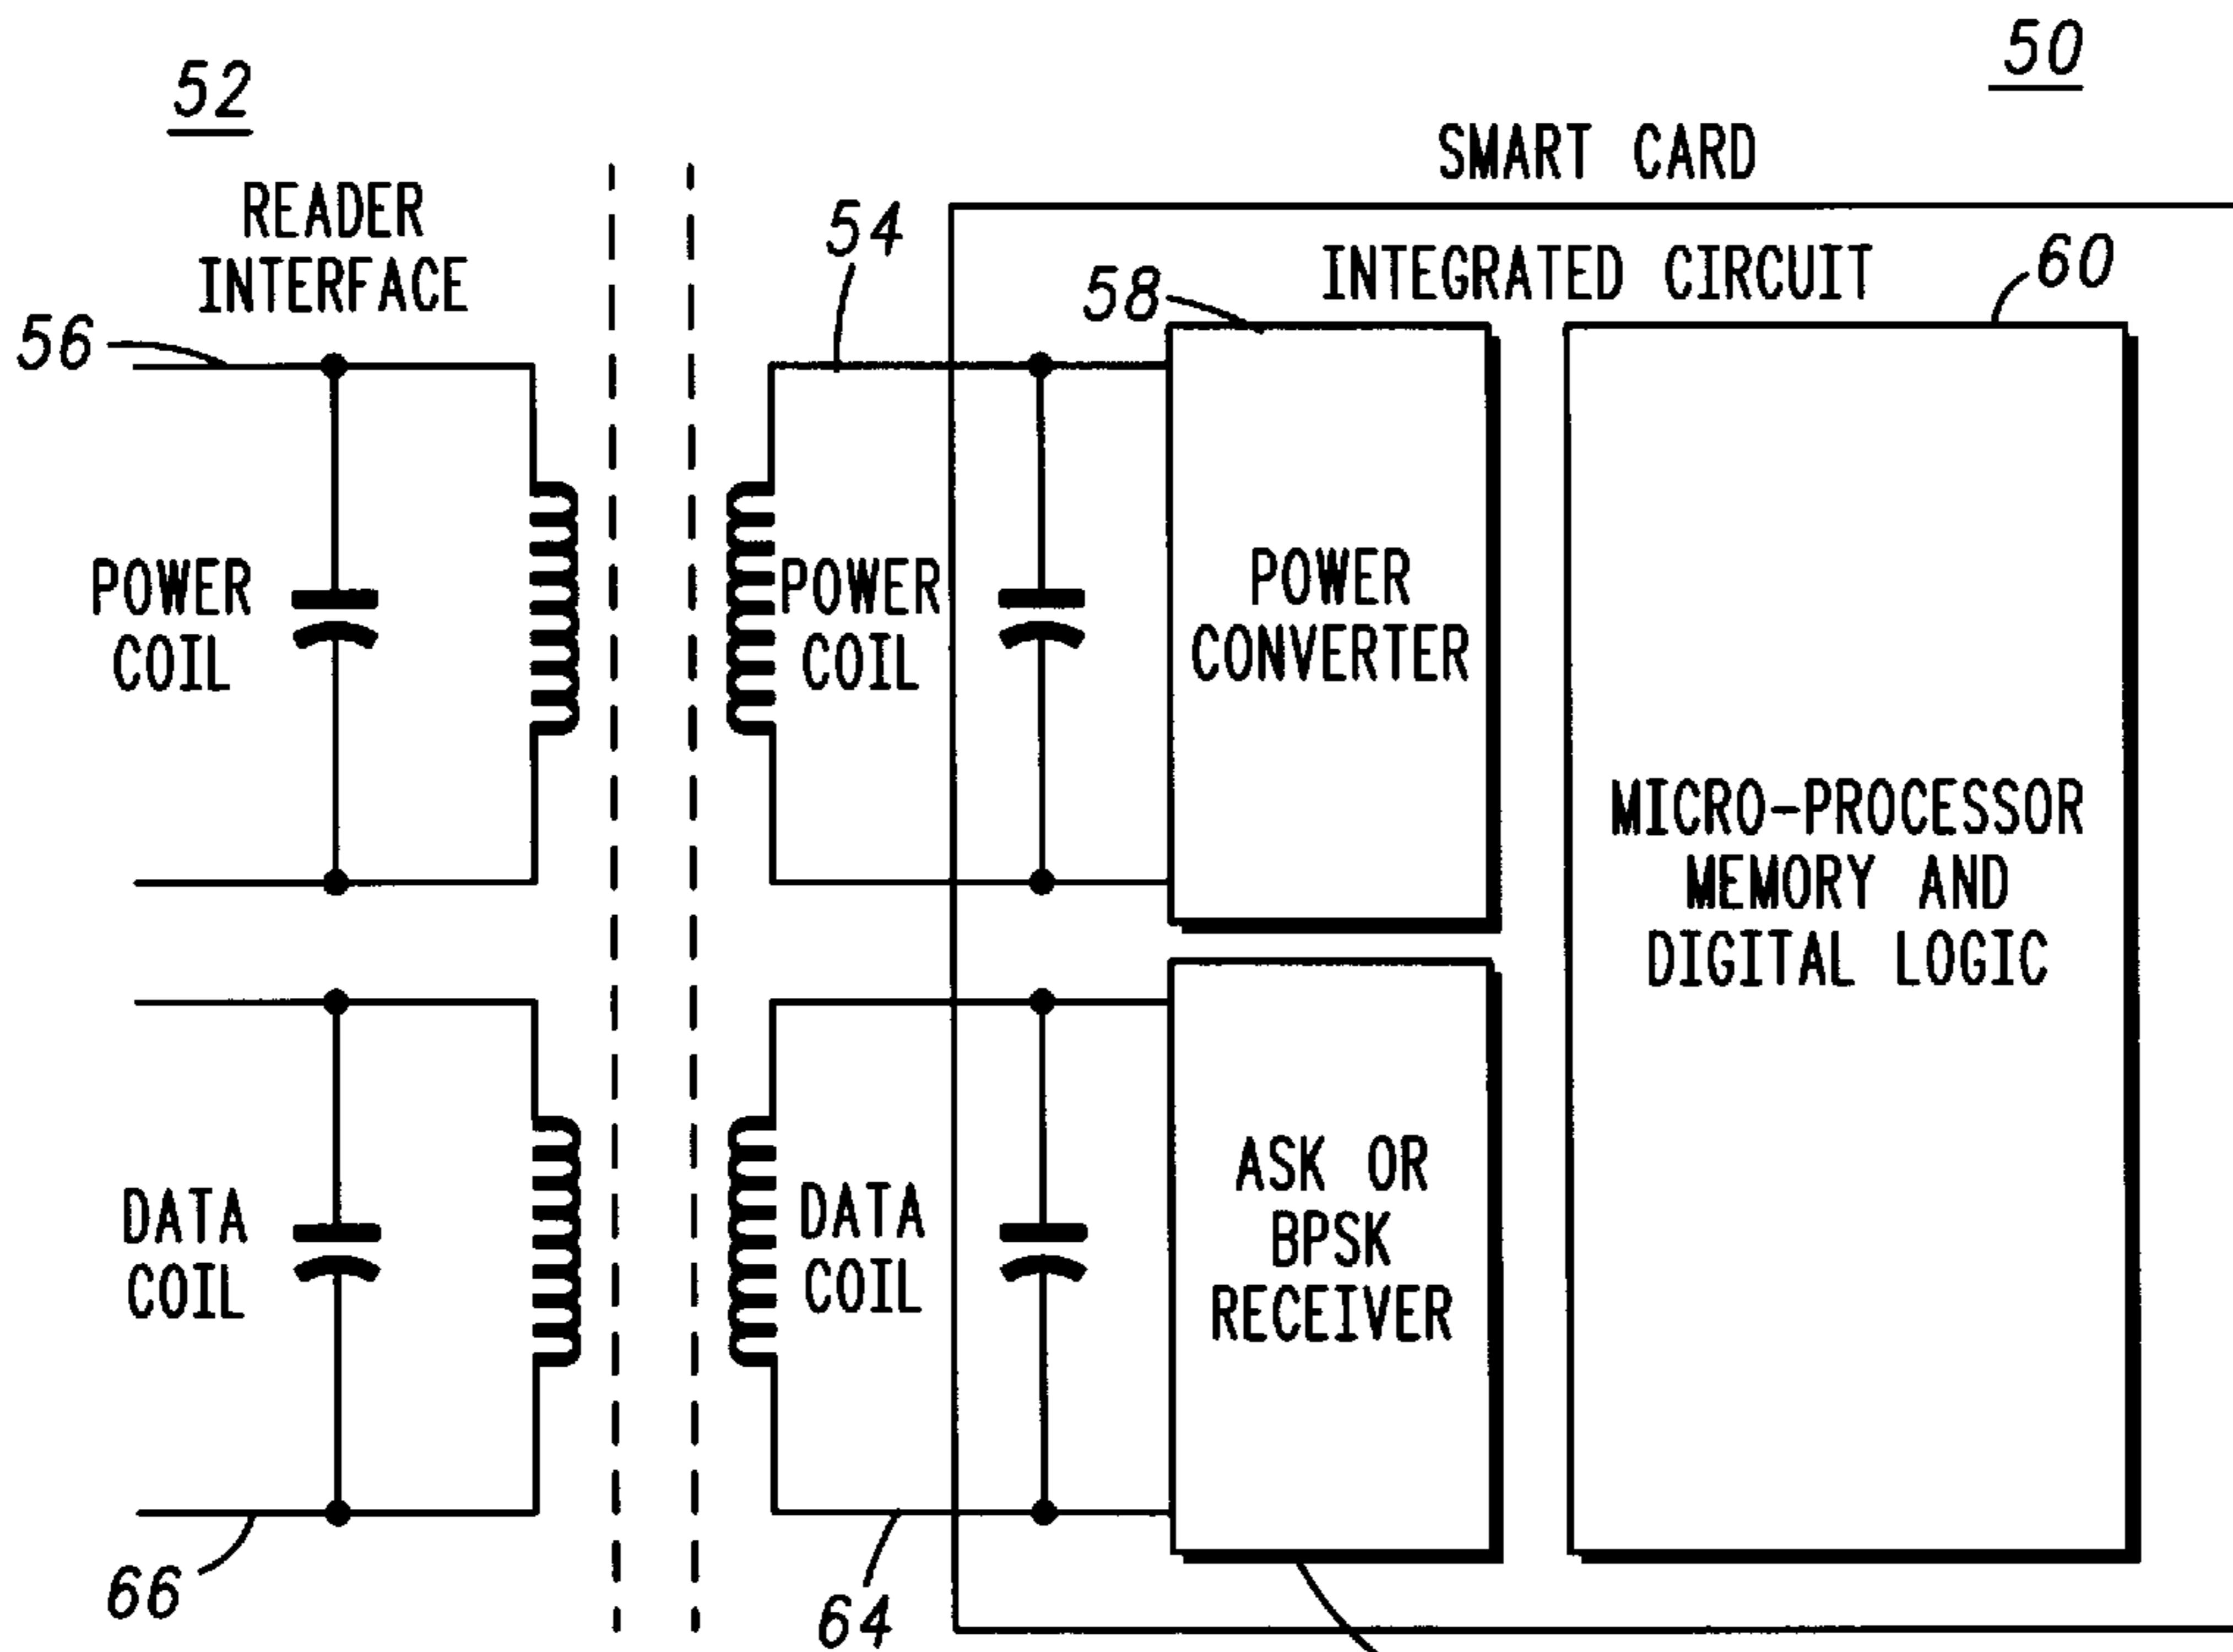 52
50
SMART CARD
READER
INTERFACE
54
INTEGRATED CIRCUIT
58
60
56
POWER
COIL
POWER
COIL
POWER
CONVERTER
MICRO-PROCESSOR
MEMORY AND
DIGITAL LOGIC
DATA
COIL
DATA
COIL
ASK OR
BPSK
RECEIVER
66
64